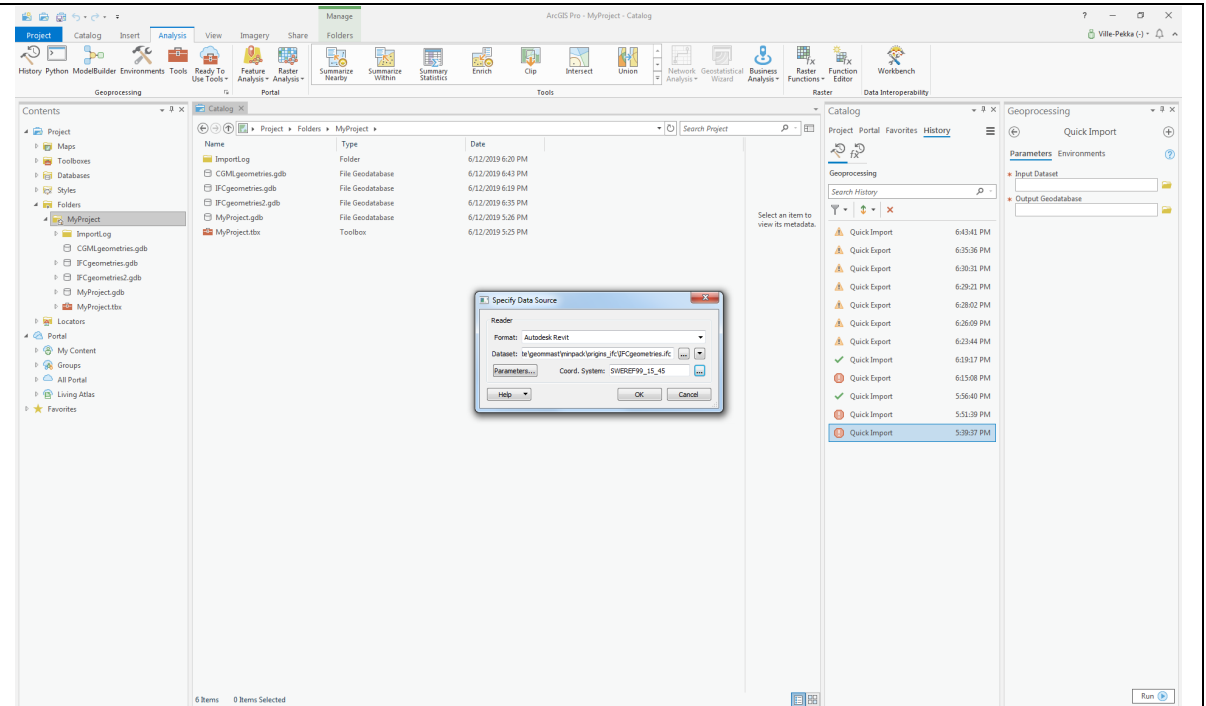 Manage
ArcGIS Pro - MyProject - Catalog
?
Project Catalog Insert Analysis View Imagery Share Folders
Ville-Pekka (-)
History Python ModelBuilder Environments Tools
Ready To Use Tools
Feature Analysis
Raster Analysis
Summarize Nearby
Summarize Within
Summary Statistics
Enrich
Clip
Intersect
Union
Network Analysis
Geostatistical Wizard
Business Analysis
Raster Functions
Function Editor
Workbench
Geoprocessing
Portal
Tools
Raster
Data Interoperability
Contents
Project
Maps
Toolboxes
Databases
Styles
Folders
MyProject
ImportLog
CGMLgeometries.gdb
IFCgeometries.gdb
IFCgeometries2.gdb
MyProject.gdb
MyProject.tbx
Locators
Portal
My Content
Groups
All Portal
Living Atlas
Favorites
Catalog
Project Folders MyProject
Search Project
Name Type Date
ImportLog Folder 6/12/2019 6:20 PM
CGMLgeometries.gdb File Geodatabase 6/12/2019 6:43 PM
IFCgeometries.gdb File Geodatabase 6/12/2019 6:19 PM
IFCgeometries2.gdb File Geodatabase 6/12/2019 6:35 PM
MyProject.gdb File Geodatabase 6/12/2019 5:26 PM
MyProject.tbx Toolbox 6/12/2019 5:25 PM
Select an item to
view its metadata.
Specify Data Source
Reader
Format: Autodesk Revit
Dataset: te\geommast\minpack\origins_ifc\IFCgeometries.ifc ...
Parameters... Coord. System: SWEREF99_15_45 ...
Help OK Cancel
6 Items 0 Items Selected
Catalog
Project Portal Favorites History
Geoprocessing
Search History
Quick Import 6:43:41 PM
Quick Export 6:35:36 PM
Quick Export 6:30:31 PM
Quick Export 6:29:21 PM
Quick Export 6:28:02 PM
Quick Export 6:26:09 PM
Quick Export 6:23:44 PM
Quick Import 6:19:17 PM
Quick Export 6:15:08 PM
Quick Import 5:56:40 PM
Quick Import 5:51:39 PM
Quick Import 5:39:37 PM
Geoprocessing
Quick Import
Parameters Environments
* Input Dataset
* Output Geodatabase
Run